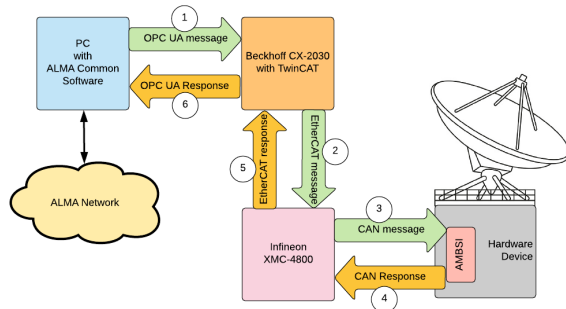 1
OPC UA message
PC
with
ALMA Common
Software
Beckhoff CX-2030
with TwinCAT
OPC UA Response
6
EtherCAT response
5
EtherCAT message
2
ALMA Network
3
CAN message
Infineon
XMC-4800
AMBSI
Hardware
Device
CAN Response
4